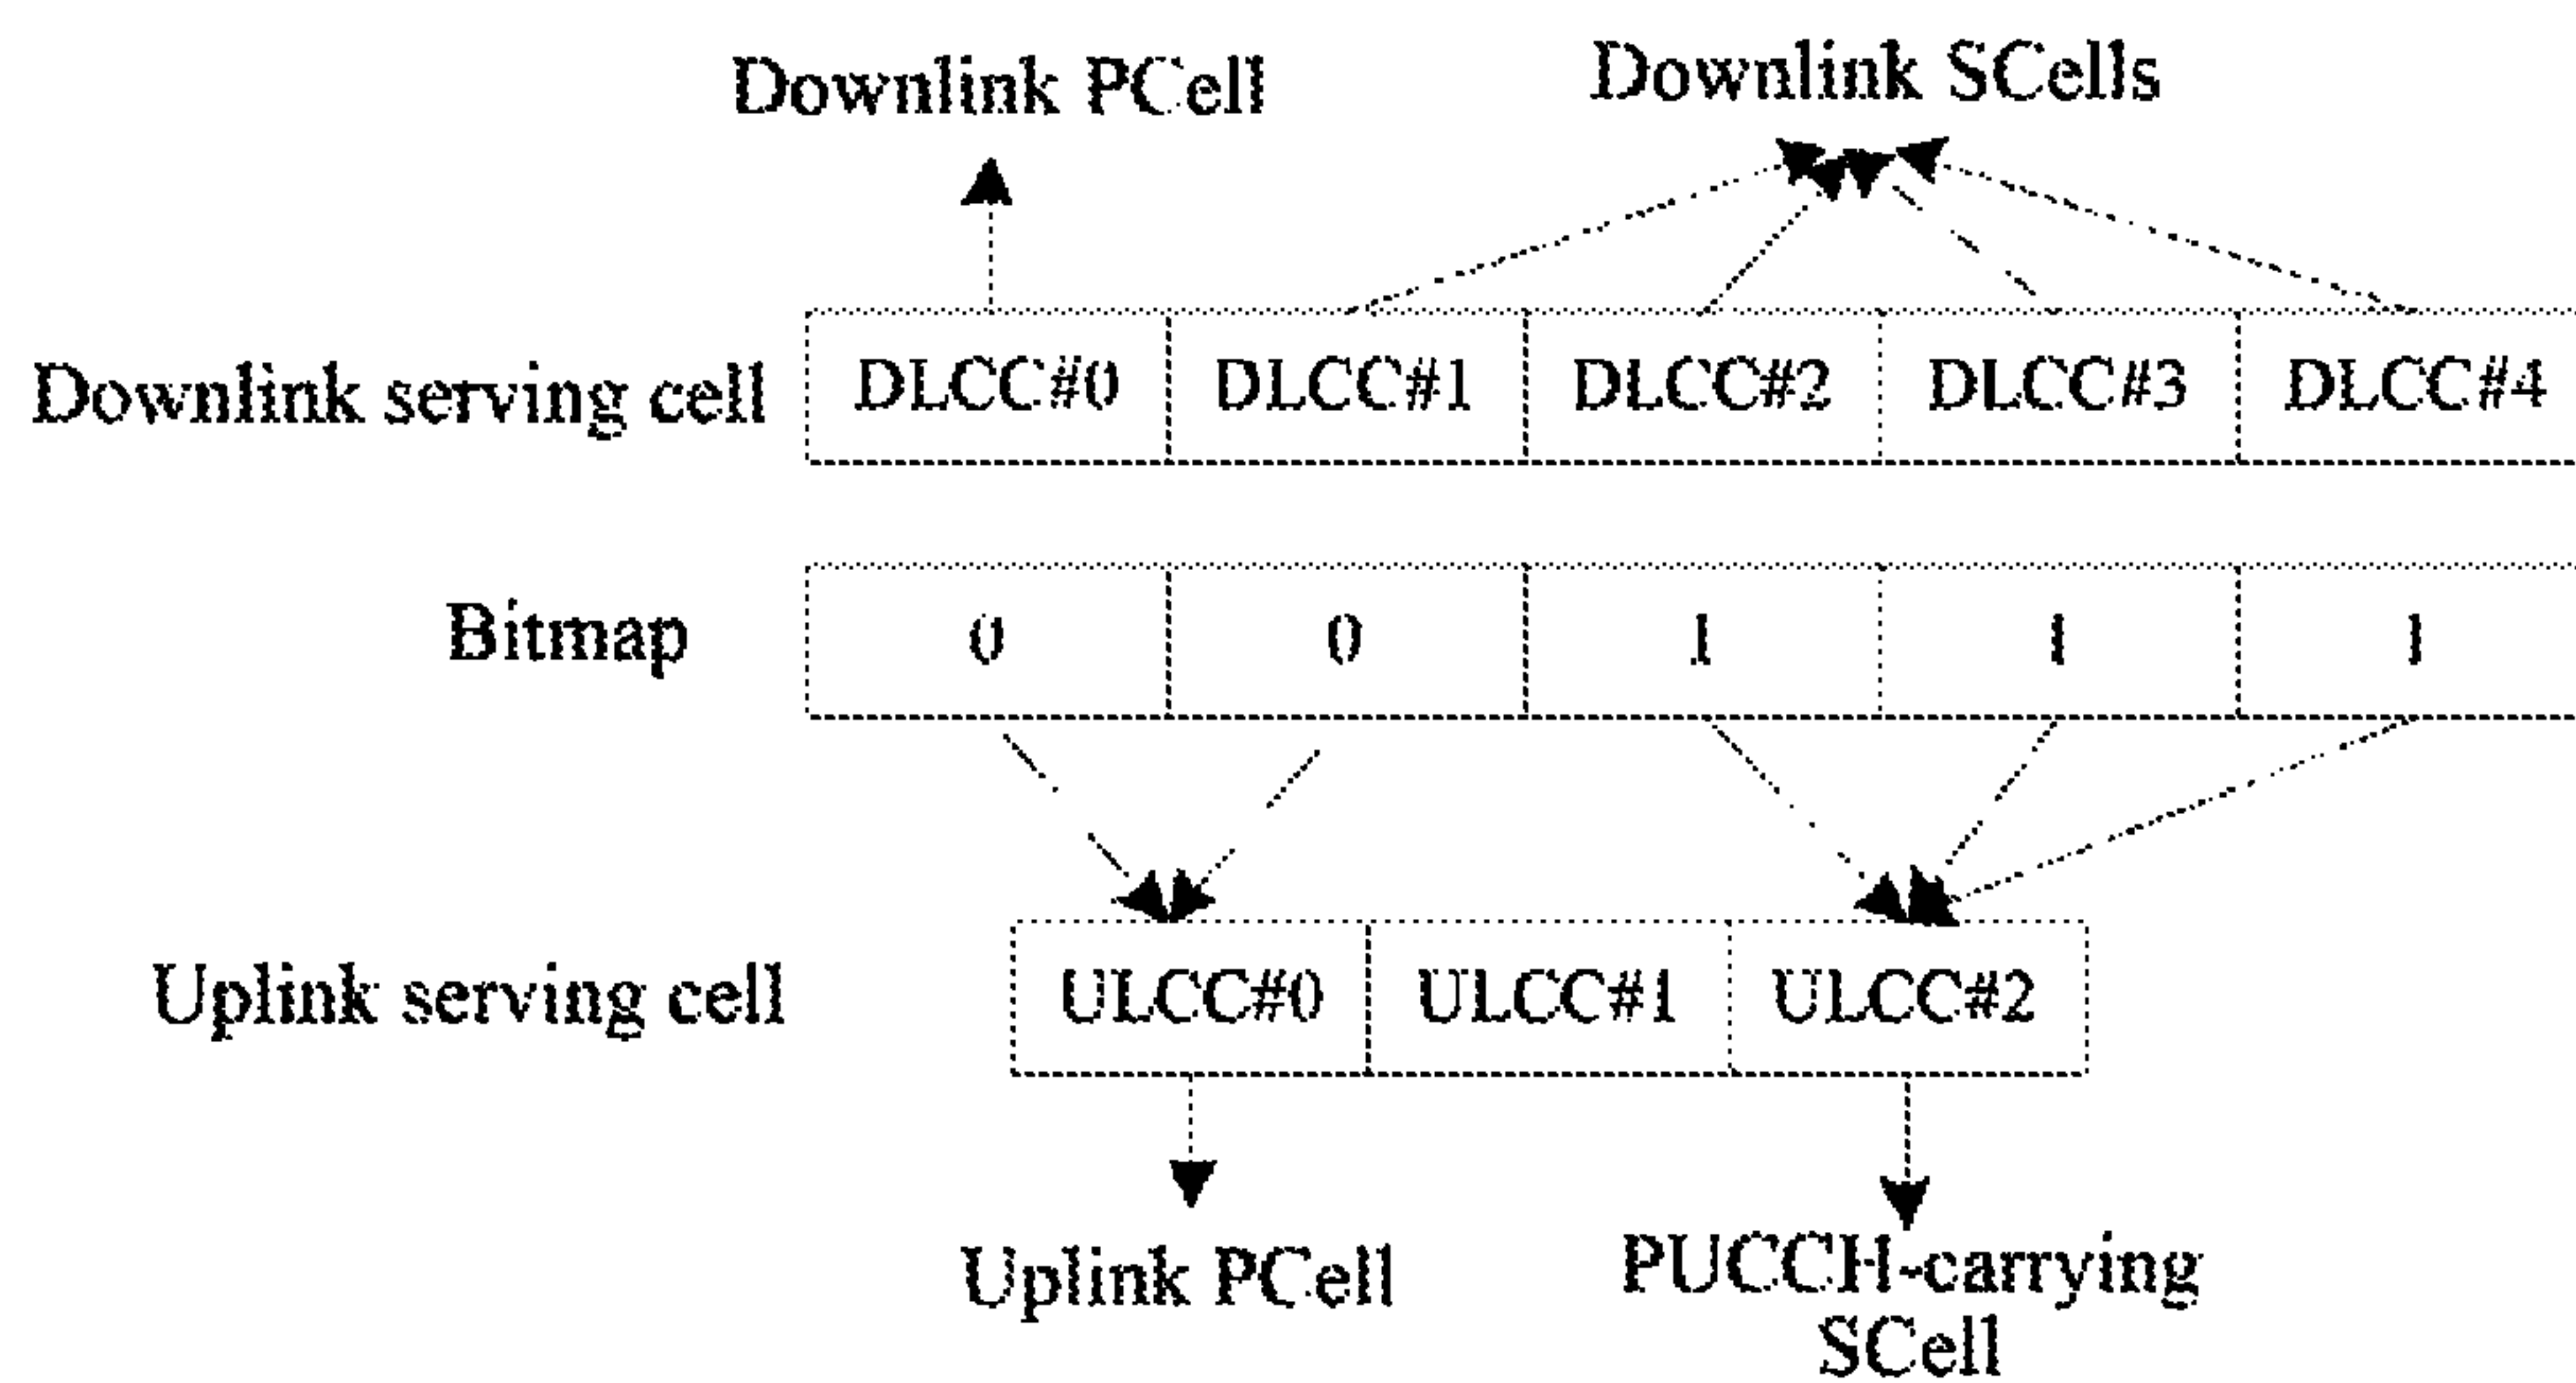 Downlink PCell
Downlink SCells
Downlink serving cell
DLCC#0
DLCC#1
DLCC#2
DLCC#3
DLCC#4
Bitmap
0
0
1
1
1
Uplink serving cell
ULCC#0
ULCC#1
ULCC#2
Uplink PCell
PUCCH-carrying
SCell